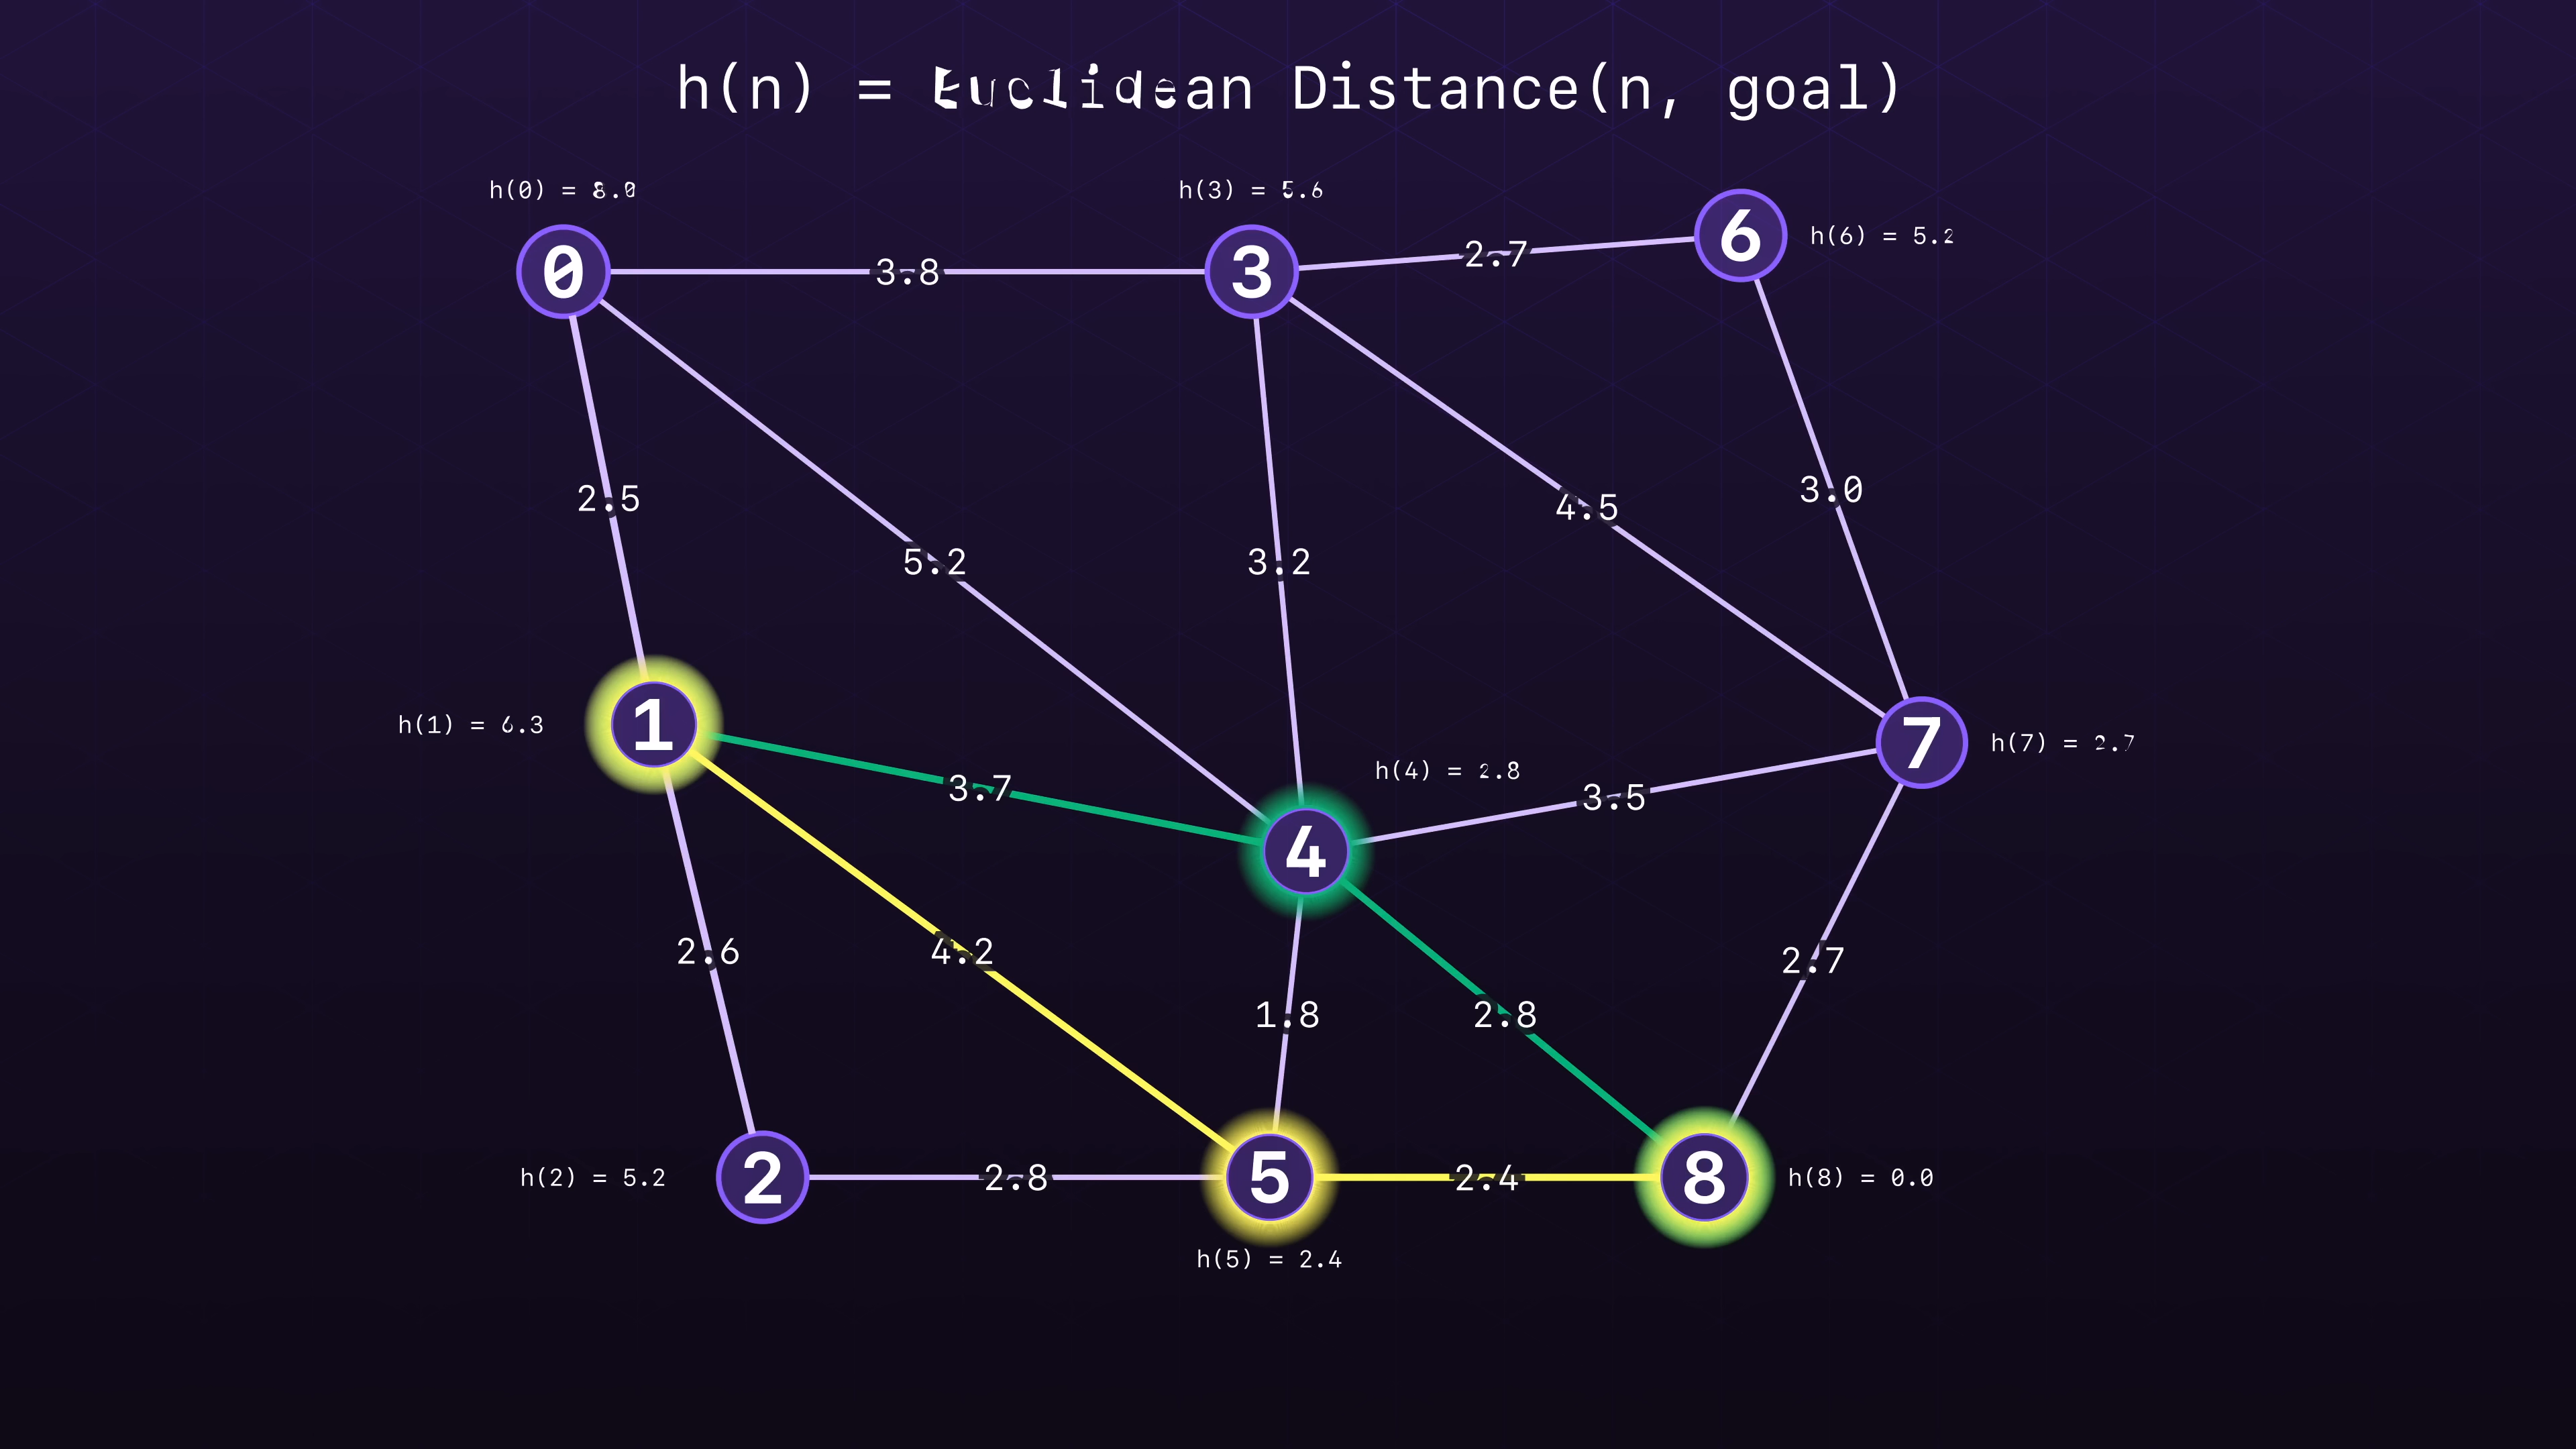 h(n) = Euclidean Distance(n, goal)
h(0) = 8.0
h(3) = 5.6
6
h(6) = 5.2
0
3.8
3
2.7
2.5
5.2
3.2
4.5
3.0
h(1) = 6.3
1
3.7
h(4) = 2.8
4
3.5
7
h(7) = 2.7
2.6
4.2
1.8
2.8
2.7
h(2) = 5.2
2
2.8
5
2.4
8
h(8) = 0.0
h(5) = 2.4